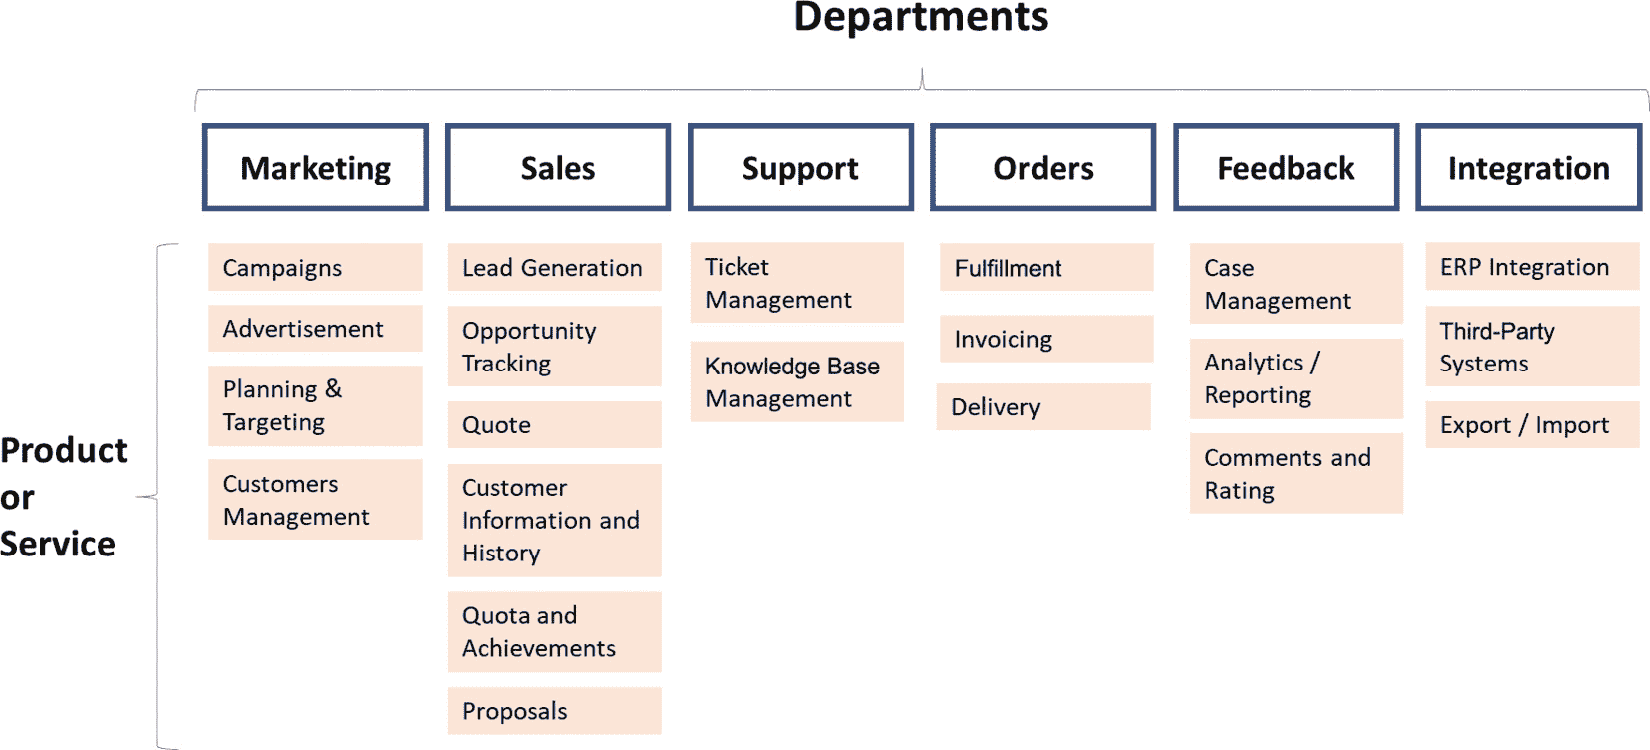 Departments
Marketing
Sales
Support
Orders
Feedback
Integration
Product
or
Service
Campaigns
Advertisement
Planning &
Targeting
Customers
Management
Lead Generation
Opportunity
Tracking
Quote
Customer
Information and
History
Quota and
Achievements
Proposals
Ticket
Management
Knowledge Base
Management
Fulfillment
Invoicing
Delivery
Case
Management
Analytics /
Reporting
Comments and
Rating
ERP Integration
Third-Party
Systems
Export / Import